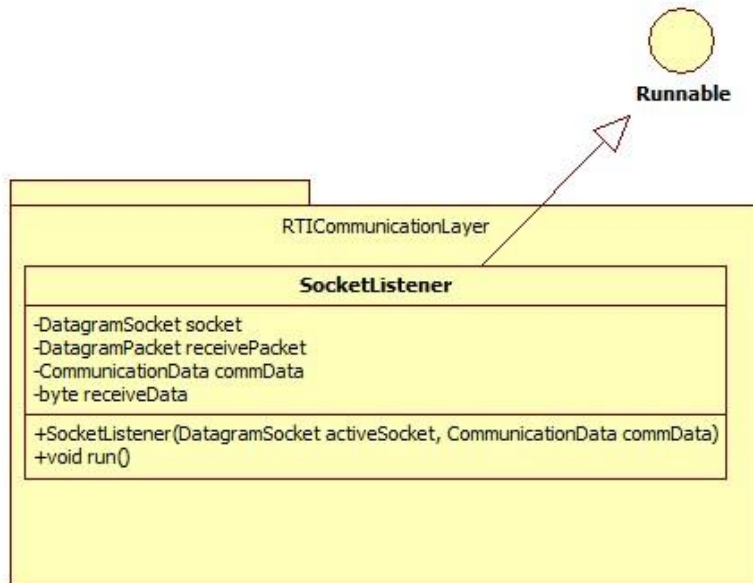 Runnable
RTICommunicationLayer
SocketListener
-DatagramSocket socket
-DatagramPacket receivePacket
-CommunicationData commData
-byte receiveData
+SocketListener(DatagramSocket activeSocket, CommunicationData commData)
+void run()